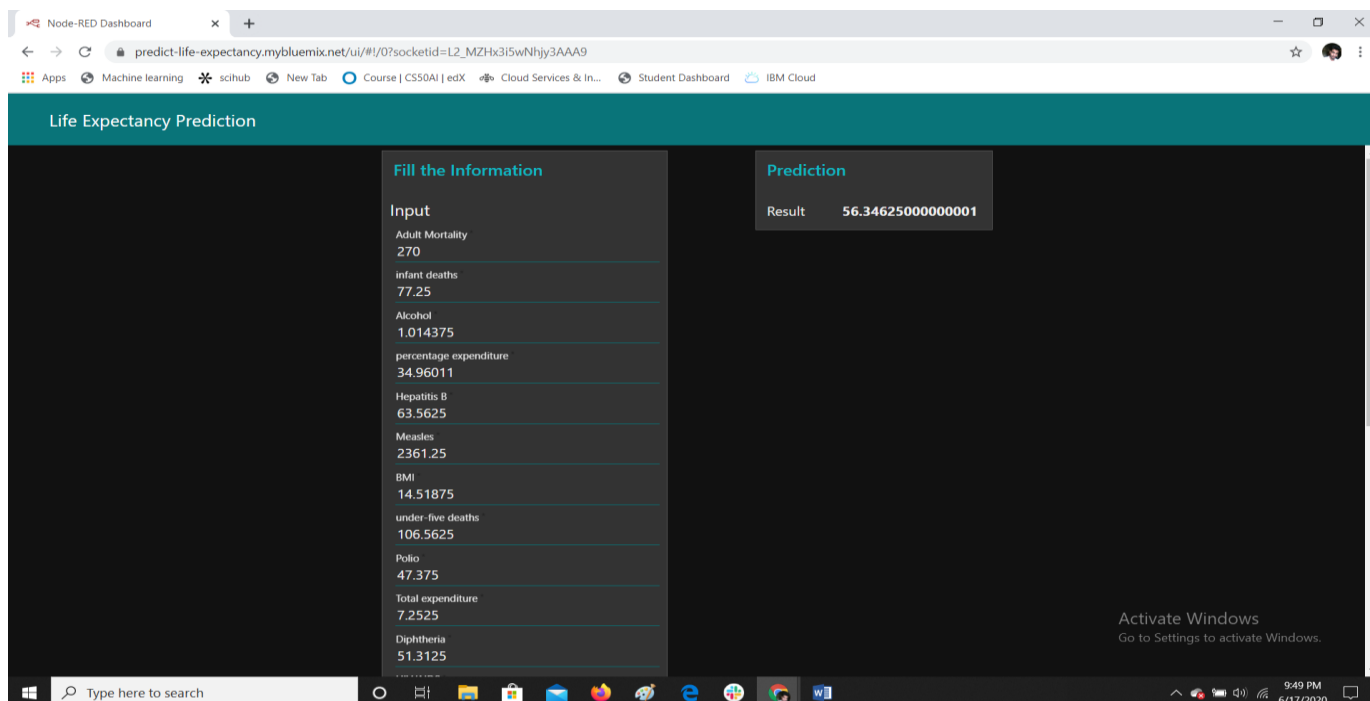 Node-RED Dashboard
predict-life-expectancy.mybluemix.net/ui/#!/0?socketid=L2_MZHx3i5wNhjy3AAA9
Apps Machine learning scihub New Tab Course | CS50AI | edX Cloud Services & In... Student Dashboard IBM Cloud
Life Expectancy Prediction
Fill the Information
Input
Adult Mortality
270
infant deaths
77.25
Alcohol
1.014375
percentage expenditure
34.96011
Hepatitis B
63.5625
Measles
2361.25
BMI
14.51875
under-five deaths
106.5625
Polio
47.375
Total expenditure
7.2525
Diphtheria
51.3125
Prediction
Result 56.34625000000001
Activate Windows
Go to Settings to activate Windows.
Type here to search
9:49 PM
6/17/2020